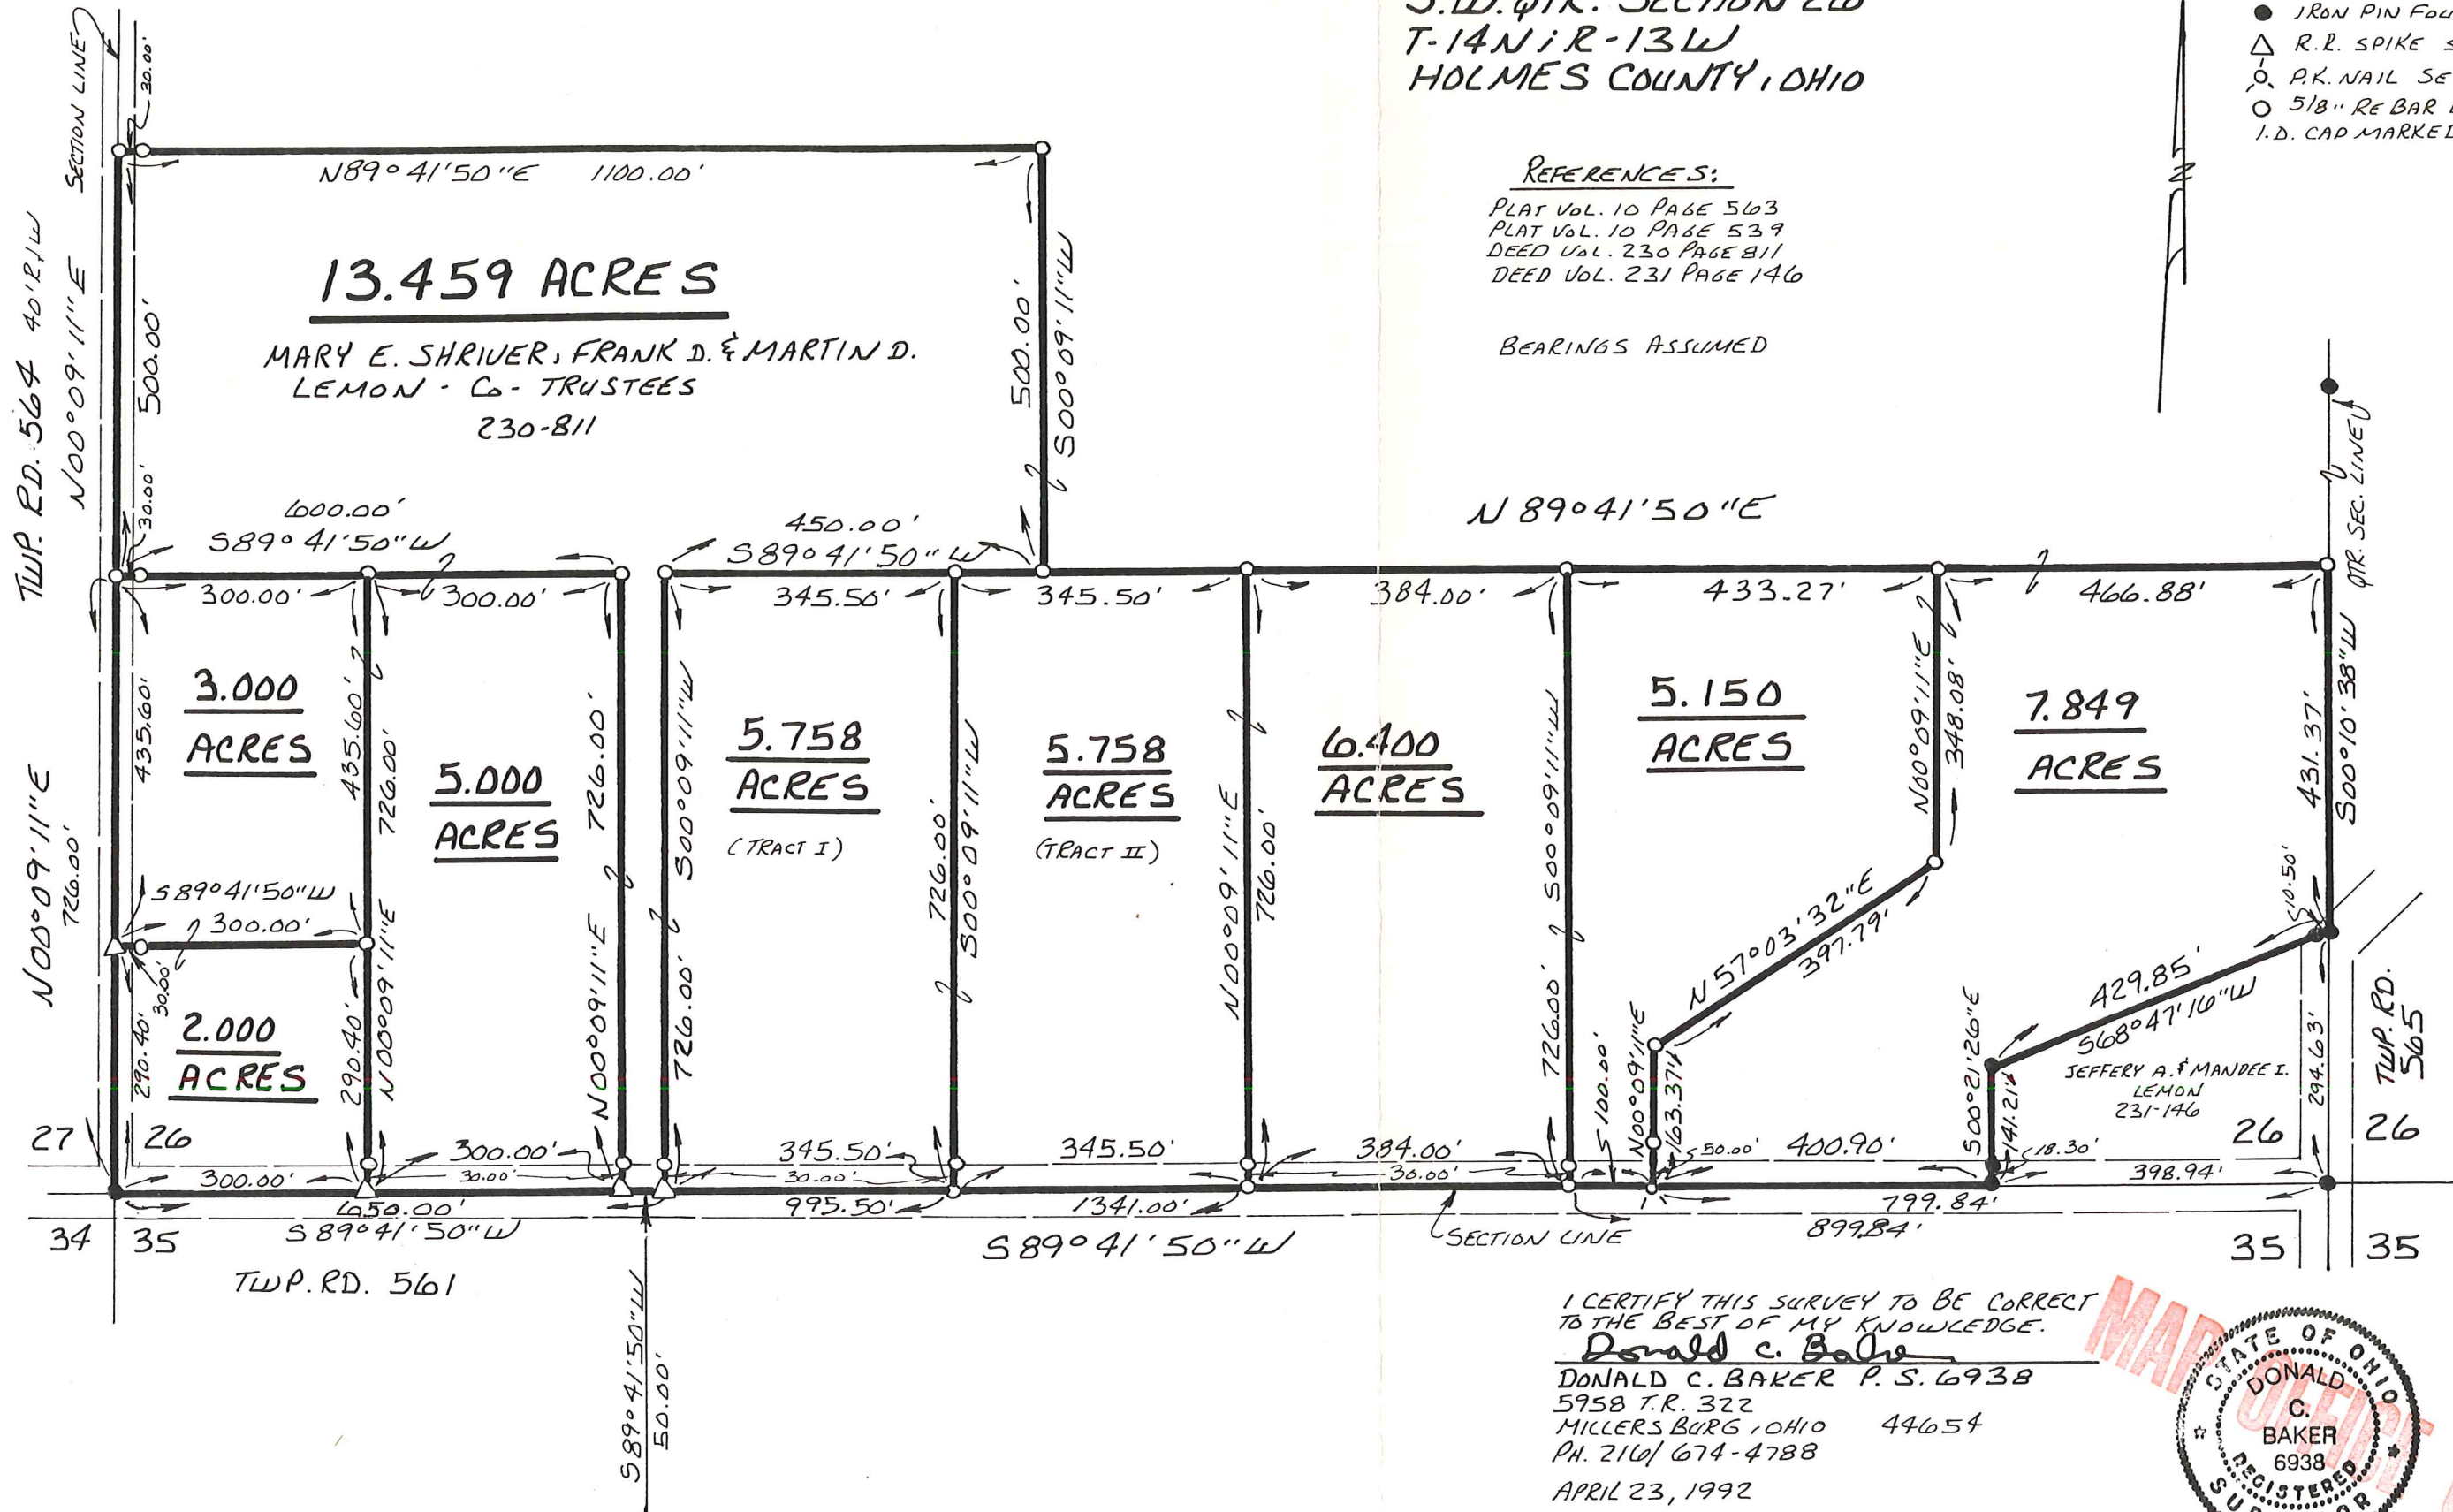 S.W. QTR. SECTION 26
T-14N; R-13W
HOLMES COUNTY, OHIO
REFERENCES:
PLAT VOL. 10 PAGE 563
PLAT VOL. 10 PAGE 539
DEED VOL. 230 PAGE 811
DEED VOL. 231 PAGE 146
BEARINGS ASSUMED
N
● IRON PIN FOU
△ R.R. SPIKE S
P.K. NAIL SE
○ 5/8" REBAR
I.D. CAP MARKED
SECTION LINE
30.00'
TWP. RD. 564 40' R/W
N00°09'11"E
N89°41'50"E 1100.00'
500.00'
13.459 ACRES
MARY E. SHRIVER, FRANK D. & MARTIN D.
LEMON - CO- TRUSTEES
230-811
500.00'
S00°09'11"W
30.00'
600.00'
S89°41'50"W
450.00'
S89°41'50"W
N 89°41'50"E
QTR. SEC. LINE
300.00'
300.00'
345.50'
345.50'
384.00'
433.27'
466.88'
N00°09'11"E
726.00'
435.60'
3.000
ACRES
435.60'
726.00'
5.000
ACRES
726.00'
N00°09'11"E
S00°09'11"W
726.00'
5.758
ACRES
(TRACT I)
726.00'
S00°09'11"W
5.758
ACRES
(TRACT II)
N00°09'11"E
726.00'
6.400
ACRES
S00°09'11"W
726.00'
5.150
ACRES
N00°09'11"E
348.08'
7.849
ACRES
431.37'
S00°10'38"W
S89°41'50"W
300.00'
30.00'
290.40'
2.000
ACRES
290.40'
N00°09'11"E
N 57°03'32"E
397.79'
100.00'
N00°09'11"E
163.37'
10.50'
429.85'
S68°47'16"W
S00°21'26"E
141.21'
JEFFERY A. & MANDEE I.
LEMON
231-146
294.63'
TWP. RD.
565
27
26
26
26
300.00'
300.00'
30.00'
345.50'
30.00'
345.50'
384.00'
30.00'
50.00'
400.90'
18.30'
398.94'
650.00'
S89°41'50"W
995.50'
1341.00'
S89°41'50"W
SECTION LINE
799.84'
899.84'
34
35
35
35
TWP. RD. 561
S89°41'50"W
50.00'
I CERTIFY THIS SURVEY TO BE CORRECT
TO THE BEST OF MY KNOWLEDGE.
Donald C. Baker
DONALD C. BAKER P.S. 6938
5958 T.R. 322
MILLERSBURG, OHIO 44654
PH. 216/ 674-4788
APRIL 23, 1992
MAP OFFICE
STATE OF OHIO
DONALD
C.
BAKER
6938
REGISTERED